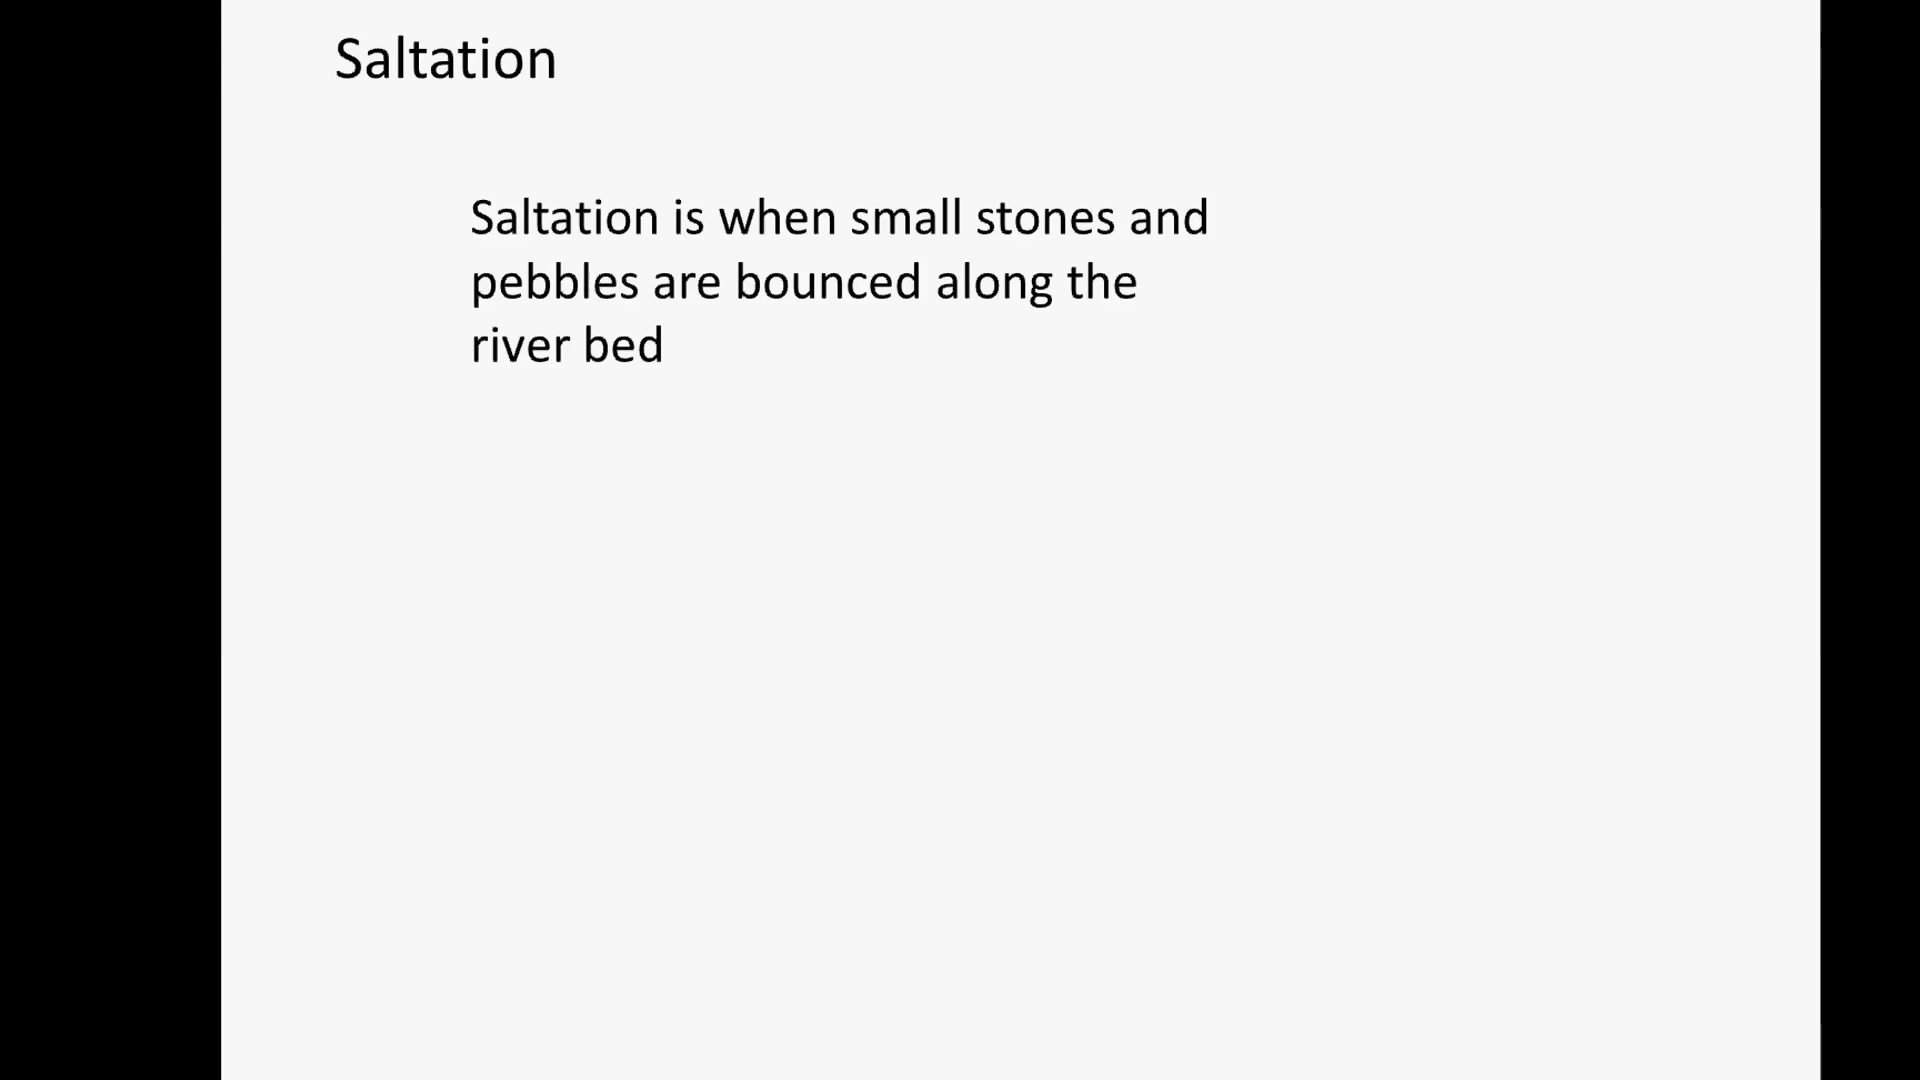 Saltation
Saltation is when small stones and
pebbles are bounced along the
river bed